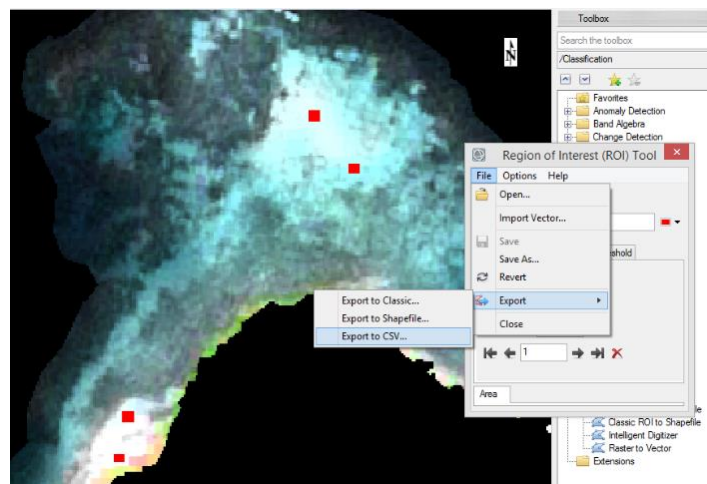 Toolbox
Search the toolbox
/Classification
Favorites
Anomaly Detection
Band Algebra
Change Detection
N
Region of Interest (ROI) Tool
File Options Help
Open...
Import Vector...
Save
Save As...
Revert
Export
Close
Export to Classic...
Export to Shapefile...
Export to CSV...
1
Area
Classic ROI to Shapefile
Intelligent Digitizer
Raster to Vector
Extensions